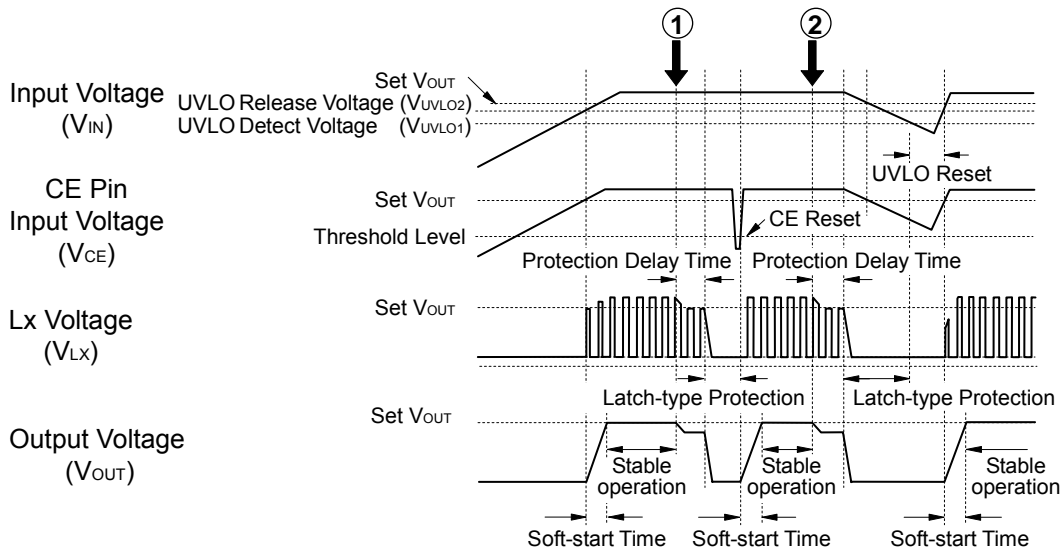 1
2
Input Voltage
(VIN)
Set VOUT
UVLO Release Voltage (VUVLO2)
UVLO Detect Voltage (VUVLO1)
UVLO Reset
CE Pin
Input Voltage
(VCE)
Set VOUT
Threshold Level
CE Reset
Protection Delay Time
Protection Delay Time
Lx Voltage
(VLX)
Set VOUT
Latch-type Protection
Latch-type Protection
Output Voltage
(VOUT)
Set VOUT
Stable
operation
Stable
operation
Stable
operation
Soft-start Time
Soft-start Time
Soft-start Time